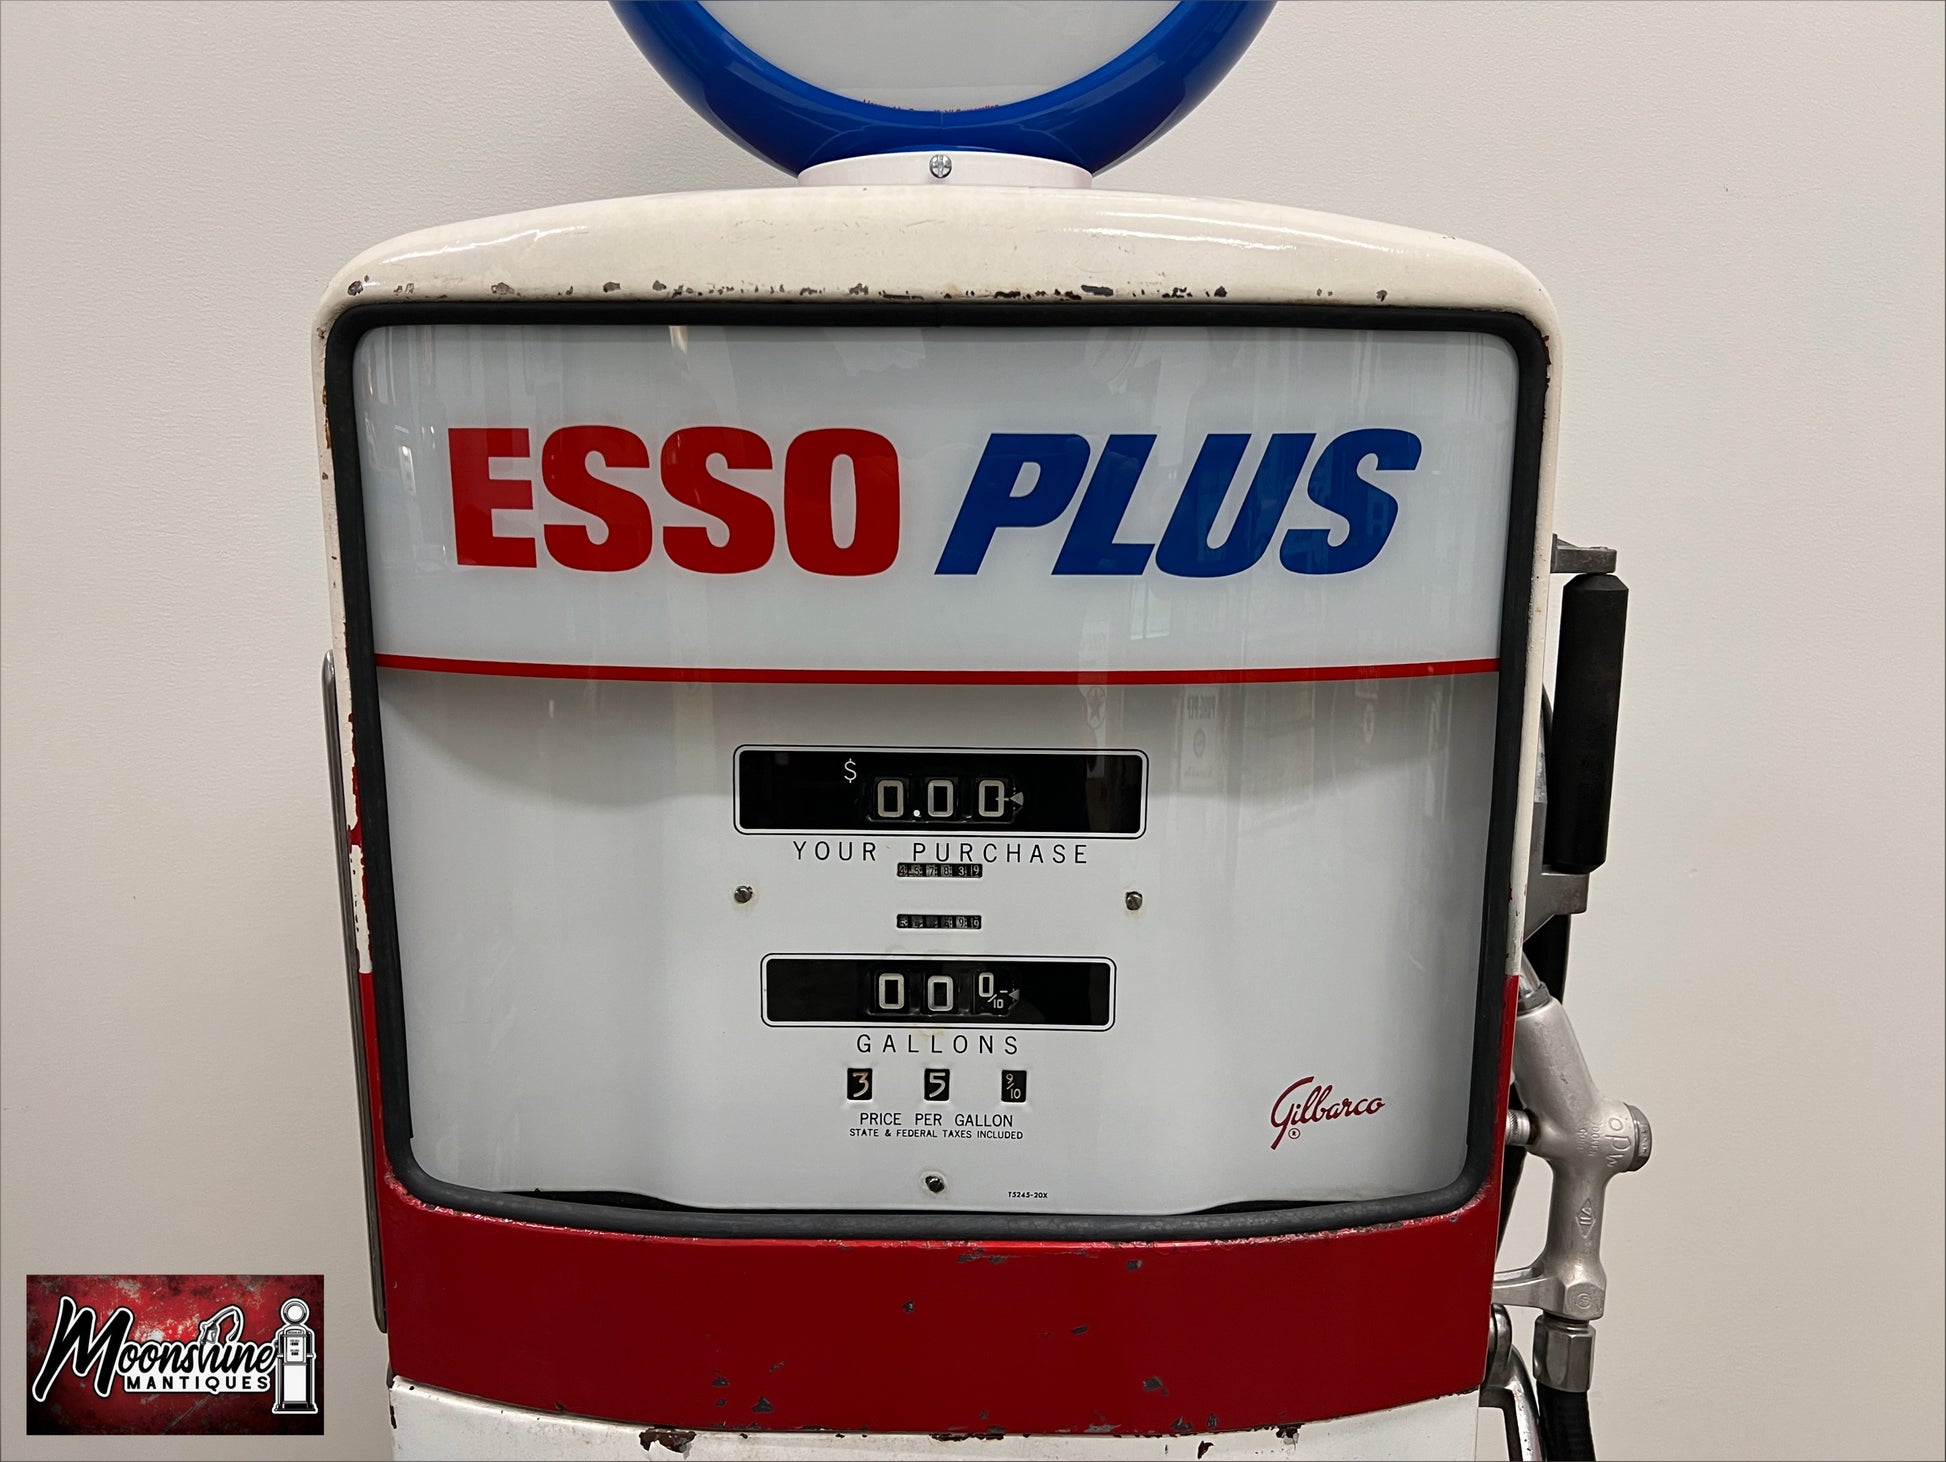 ESSO PLUS
$ 0.00
YOUR PURCHASE
GALLONS
0 0 0/10
3 5 9/10
PRICE PER GALLON
STATE & FEDERAL TAXES INCLUDED
Gilbarco
®
T5245-20X
OPW
Moonshine
MANTIQUES